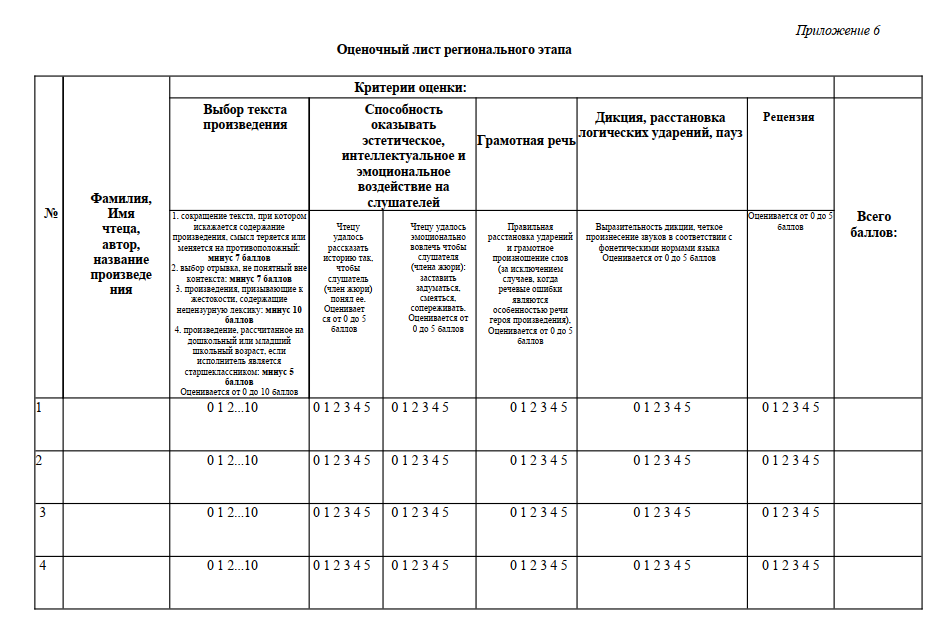 Приложение 6
Оценочный лист регионального этапа
№
Фамилия,
Имя
чтеца,
автор,
название
произведе
ния
Критерии оценки:
Выбор текста
произведения
Способность
оказывать
эстетическое,
интеллектуальное и
эмоциональное
воздействие на
слушателей
Грамотная речь
Дикция, расстановка
логических ударений, пауз
Рецензия
Всего
баллов:
1. сокращение текста, при котором
искажается содержание
произведения, смысл теряется или
меняется на противоположный:
минус 7 баллов
2. выбор отрывка, не понятный вне
контекста: минус 7 баллов
3. произведения, призывающие к
жестокости, содержащие
нецензурную лексику: минус 10
баллов
4. произведение, рассчитанное на
дошкольный или младший
школьный возраст, если
исполнитель является
старшеклассником: минус 5
баллов
Оценивается от 0 до 10 баллов
Чтецу
удалось
рассказать
историю так,
чтобы
слушатель
(член жюри)
понял ее.
Оценивает
ся от 0 до 5
баллов
Чтецу удалось
эмоционально
вовлечь чтобы
слушателя
(члена жюри):
заставить
задуматься,
смеяться,
сопереживать.
Оценивается от
0 до 5 баллов
Правильная
расстановка ударений
и грамотное
произношение слов
(за исключением
случаев, когда
речевые ошибки
являются
особенностью речи
героя произведения),
Оценивается от 0 до 5
баллов
Выразительность дикции, четкое
произнесение звуков в соответствии с
фонетическими нормами языка
Оценивается от 0 до 5 баллов
Оценивается от 0 до 5
баллов
1 0 1 2...10 0 1 2 3 4 5 0 1 2 3 4 5 0 1 2 3 4 5 0 1 2 3 4 5 0 1 2 3 4 5
2 0 1 2...10 0 1 2 3 4 5 0 1 2 3 4 5 0 1 2 3 4 5 0 1 2 3 4 5 0 1 2 3 4 5
3 0 1 2...10 0 1 2 3 4 5 0 1 2 3 4 5 0 1 2 3 4 5 0 1 2 3 4 5 0 1 2 3 4 5
4 0 1 2...10 0 1 2 3 4 5 0 1 2 3 4 5 0 1 2 3 4 5 0 1 2 3 4 5 0 1 2 3 4 5